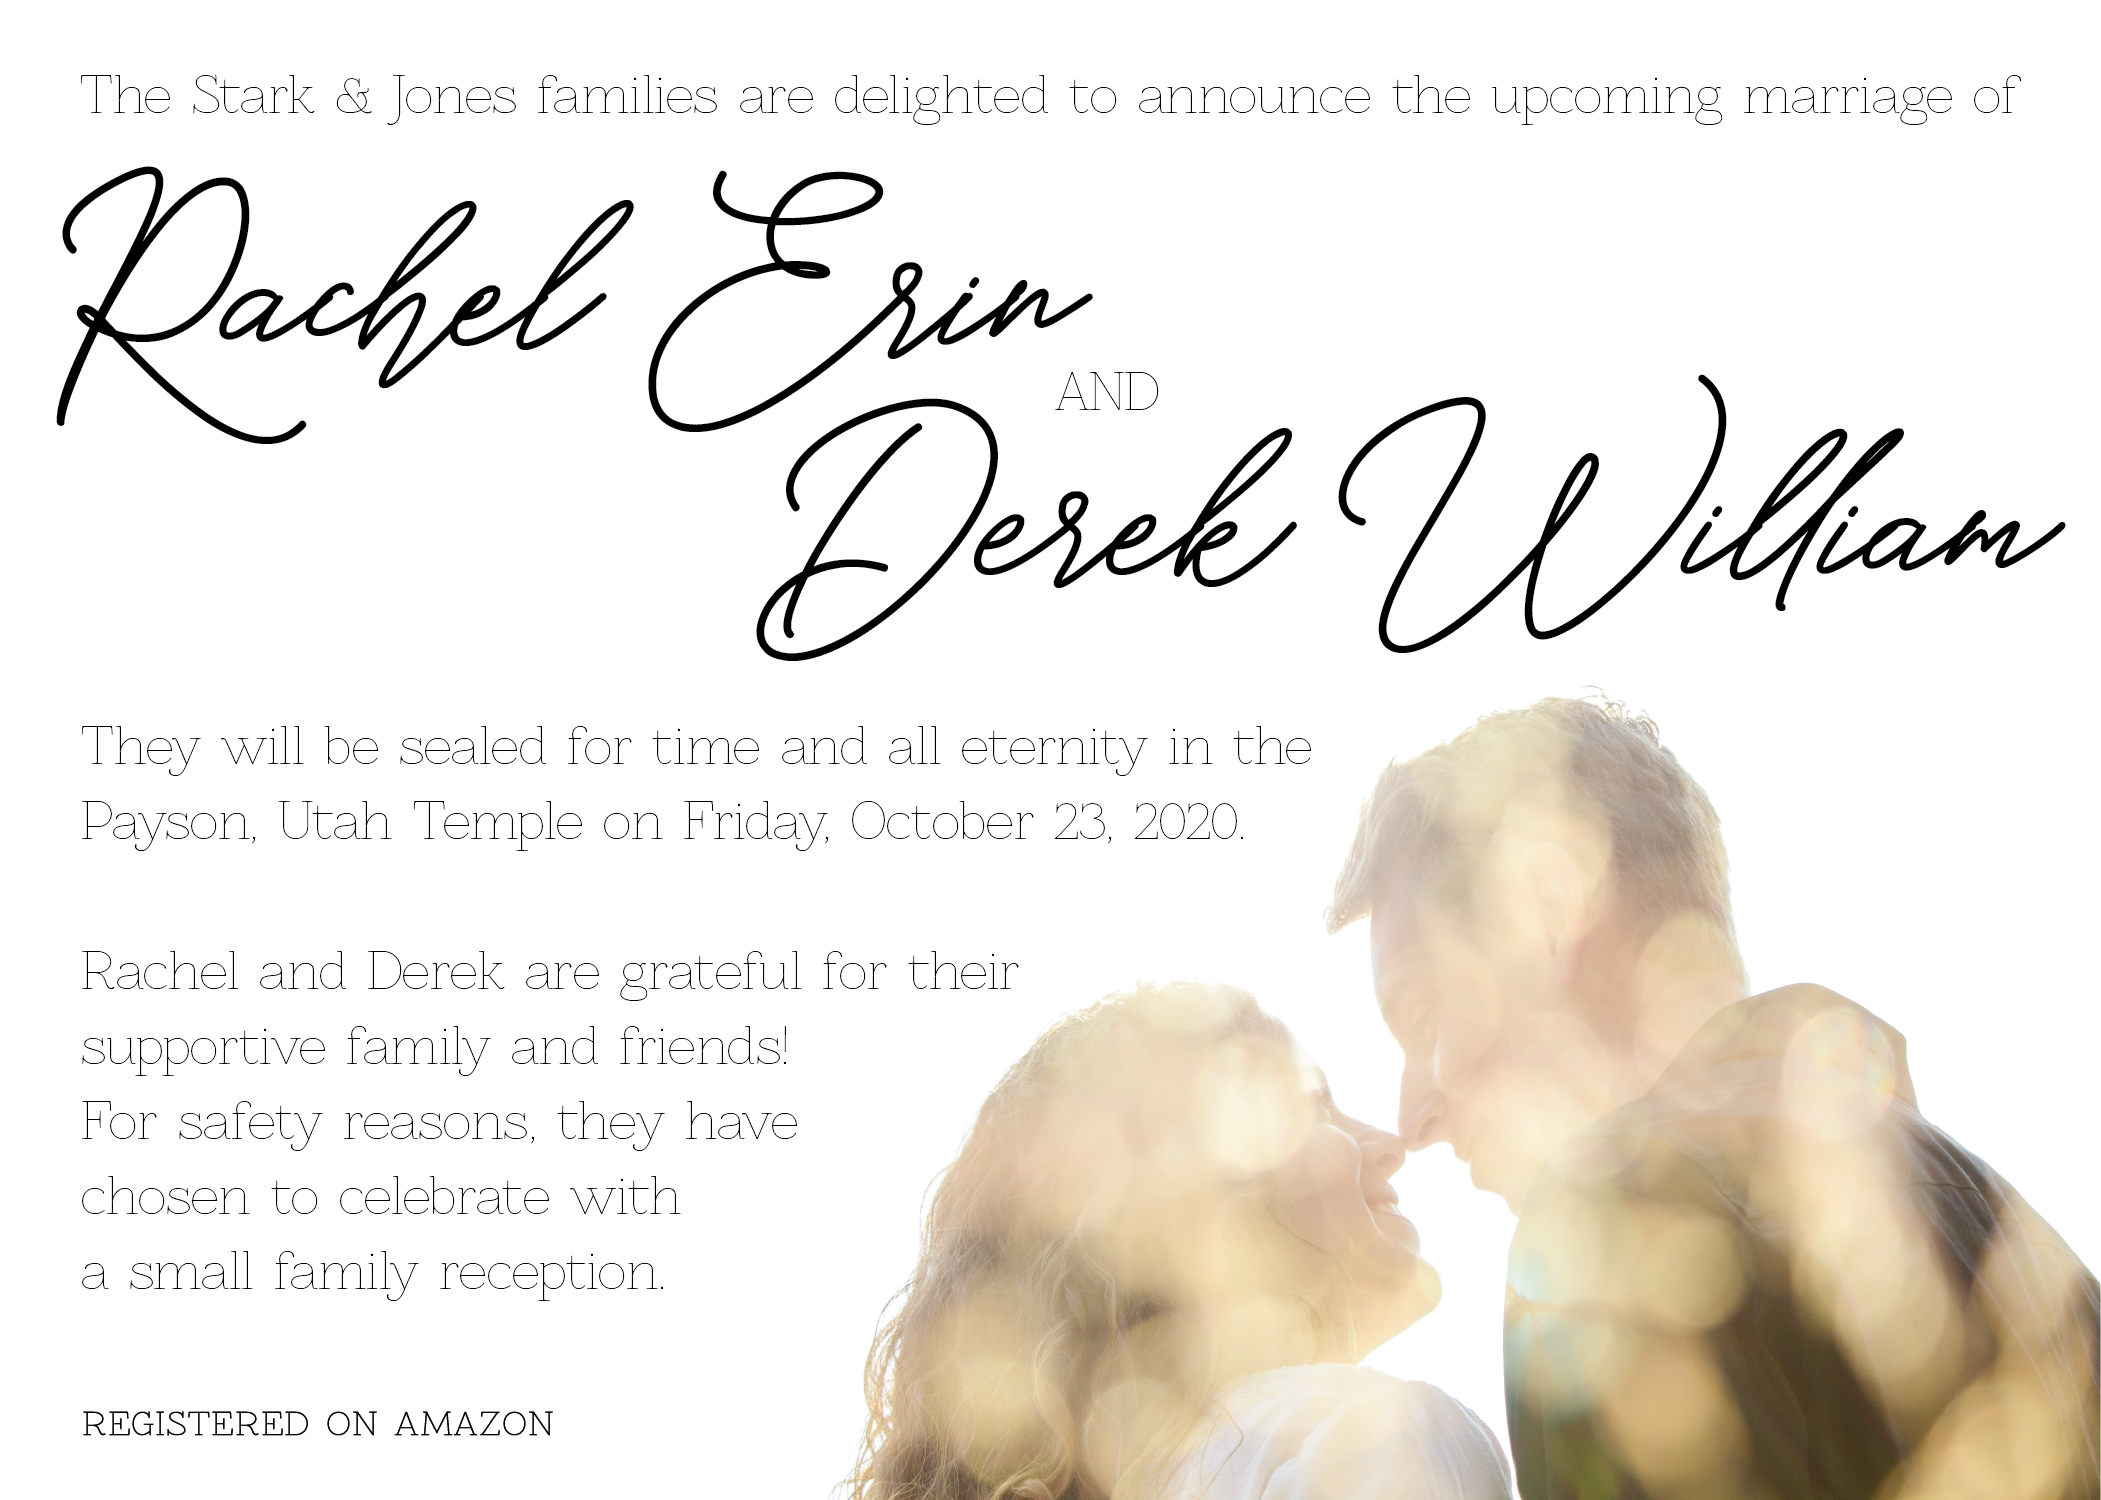 The Stark & Jones families are delighted to announce the upcoming marriage of
Rachel Erin
AND
Derek William
They will be sealed for time and all eternity in the
Payson, Utah Temple on Friday, October 23, 2020.
Rachel and Derek are grateful for their
supportive family and friends!
For safety reasons, they have
chosen to celebrate with
a small family reception.
REGISTERED ON AMAZON